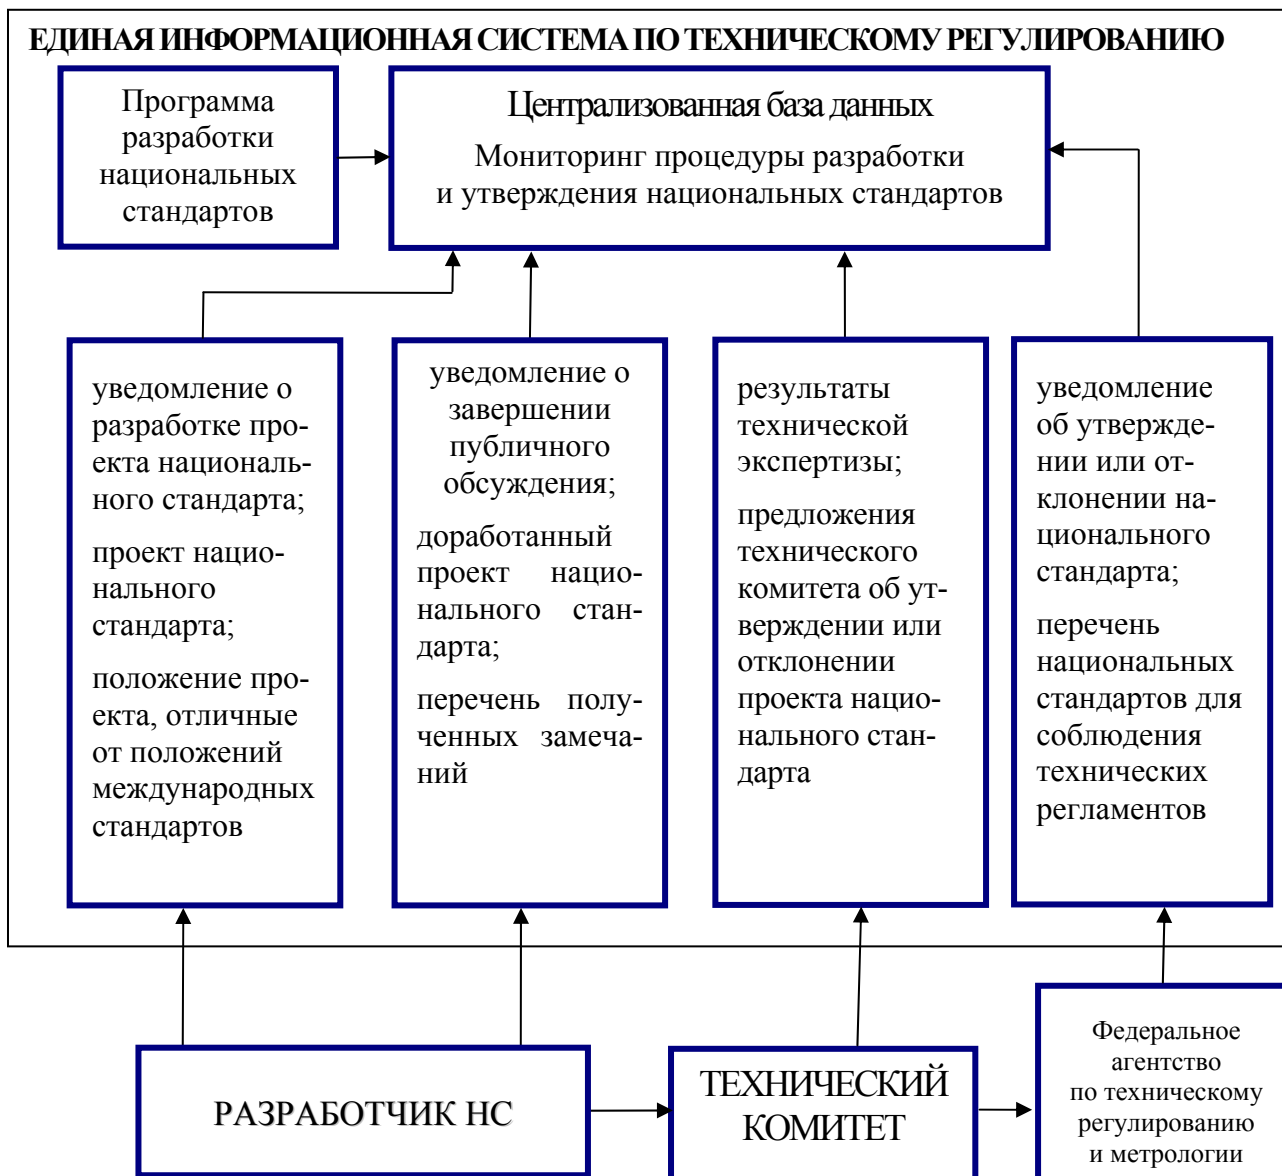 ЕДИНАЯ ИНФОРМАЦИОННАЯ СИСТЕМА ПО ТЕХНИЧЕСКОМУ РЕГУЛИРОВАНИЮ
Программа
разработки
национальных
стандартов
Централизованная база данных
Мониторинг процедуры разработки
и утверждения национальных стандартов
уведомление о
разработке про-
екта националь-
ного стандарта;
проект нацио-
нального
стандарта;
положение про-
екта, отличные
от положений
международных
стандартов
уведомление о
завершении
публичного
обсуждения;
доработанный
проект нацио-
нального стан-
дарта;
перечень полу-
ченных замеча-
ний
результаты
технической
экспертизы;
предложения
технического
комитета об ут-
верждении или
отклонении
проекта нацио-
нального стан-
дарта
уведомление
об утвержде-
нии или от-
клонении на-
ционального
стандарта;
перечень
национальных
стандартов для
соблюдения
технических
регламентов
РАЗРАБОТЧИК НС
ТЕХНИЧЕСКИЙ
КОМИТЕТ
Федеральное
агентство
по техническому
регулированию
и метрологии